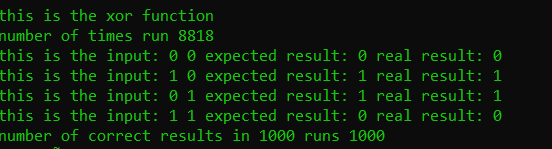 this is the xor function
number of times run 8818
this is the input: 0 0 expected result: 0 real result: 0
this is the input: 1 0 expected result: 1 real result: 1
this is the input: 0 1 expected result: 1 real result: 1
this is the input: 1 1 expected result: 0 real result: 0
number of correct results in 1000 runs 1000